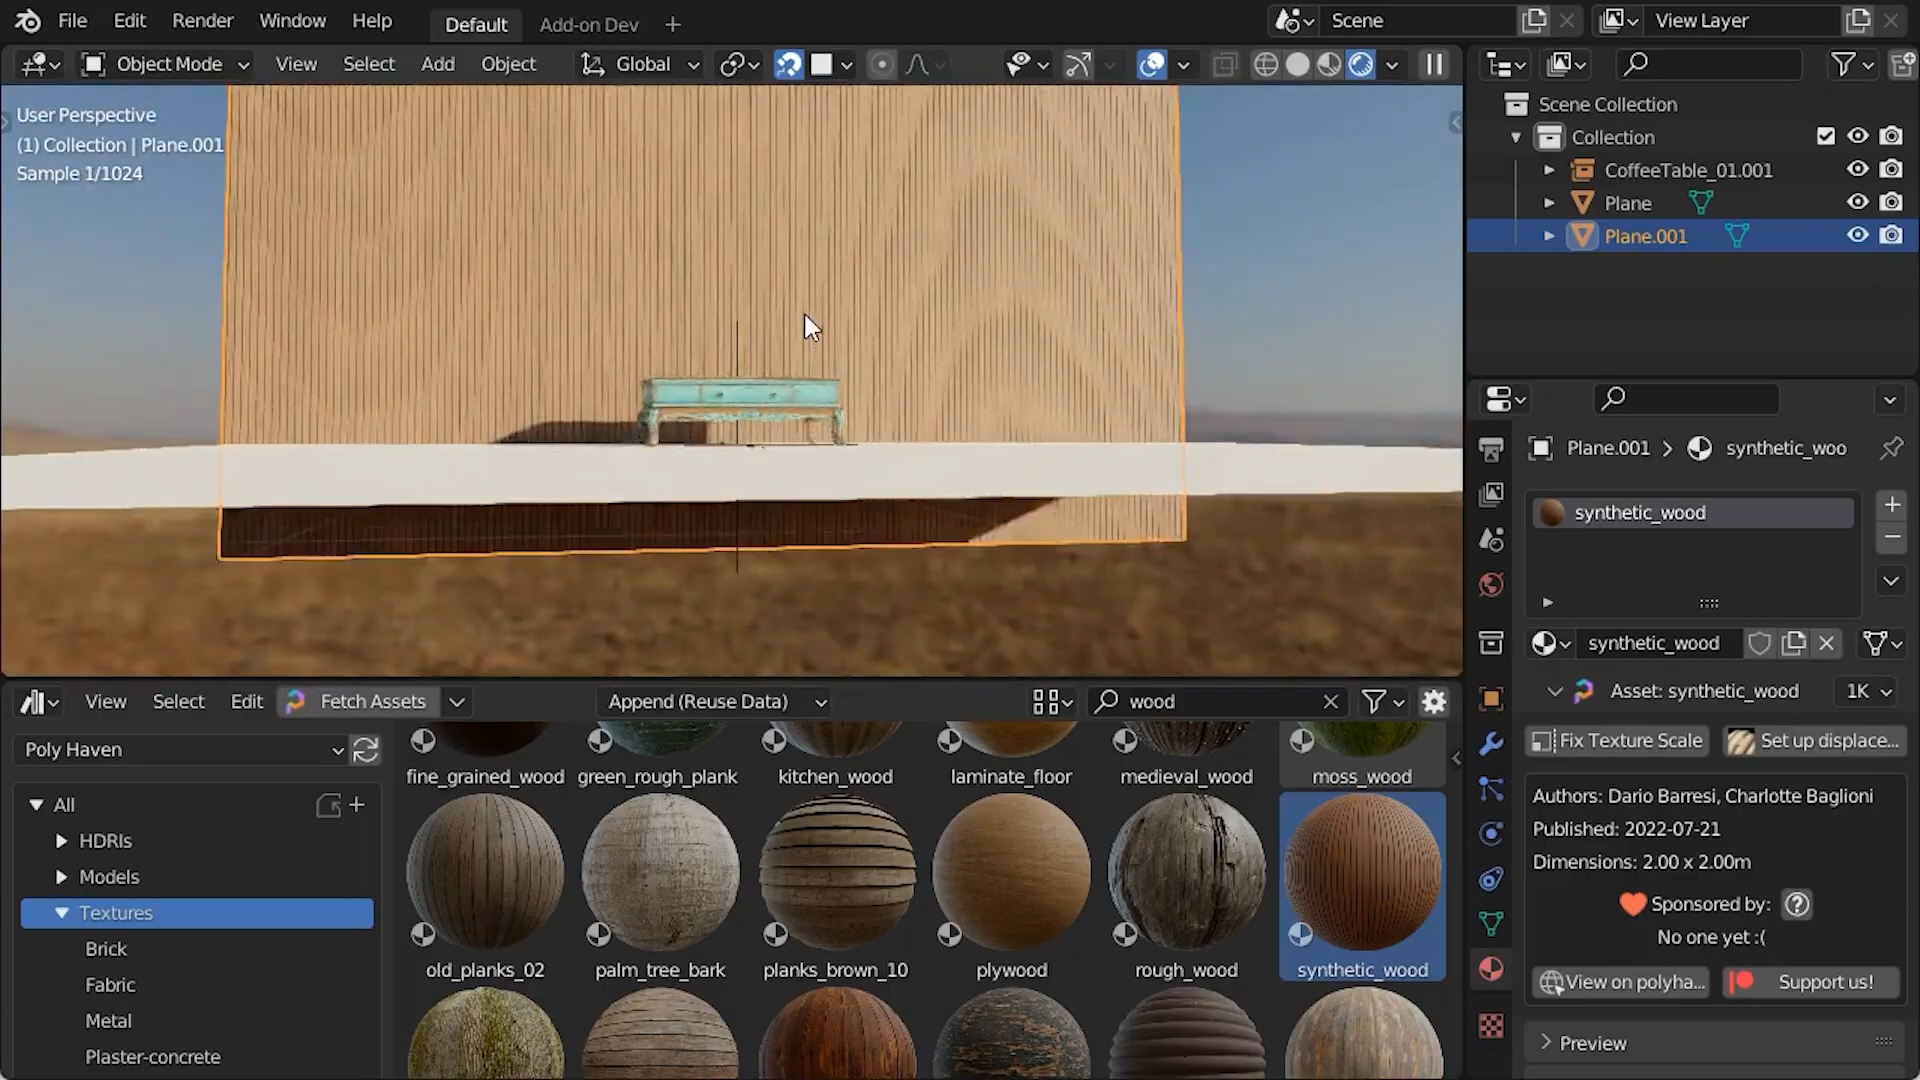 File Edit Render Window Help Default Add-on Dev + Scene View Layer
Object Mode View Select Add Object Global
User Perspective
(1) Collection | Plane.001
Sample 1/1024
Scene Collection
Collection
CoffeeTable_01.001
Plane
Plane.001
Plane.001 > synthetic_woo
synthetic_wood
synthetic_wood
Asset: synthetic_wood 1K
Fix Texture Scale Set up displace...
Authors: Dario Barresi, Charlotte Baglioni
Published: 2022-07-21
Dimensions: 2.00 x 2.00m
Sponsored by:
No one yet :(
View on polyha... Support us!
Preview
View Select Edit Fetch Assets Append (Reuse Data) wood
Poly Haven
All
HDRIs
Models
Textures
Brick
Fabric
Metal
Plaster-concrete
fine_grained_wood green_rough_plank kitchen_wood laminate_floor medieval_wood moss_wood
old_planks_02 palm_tree_bark planks_brown_10 plywood rough_wood synthetic_wood